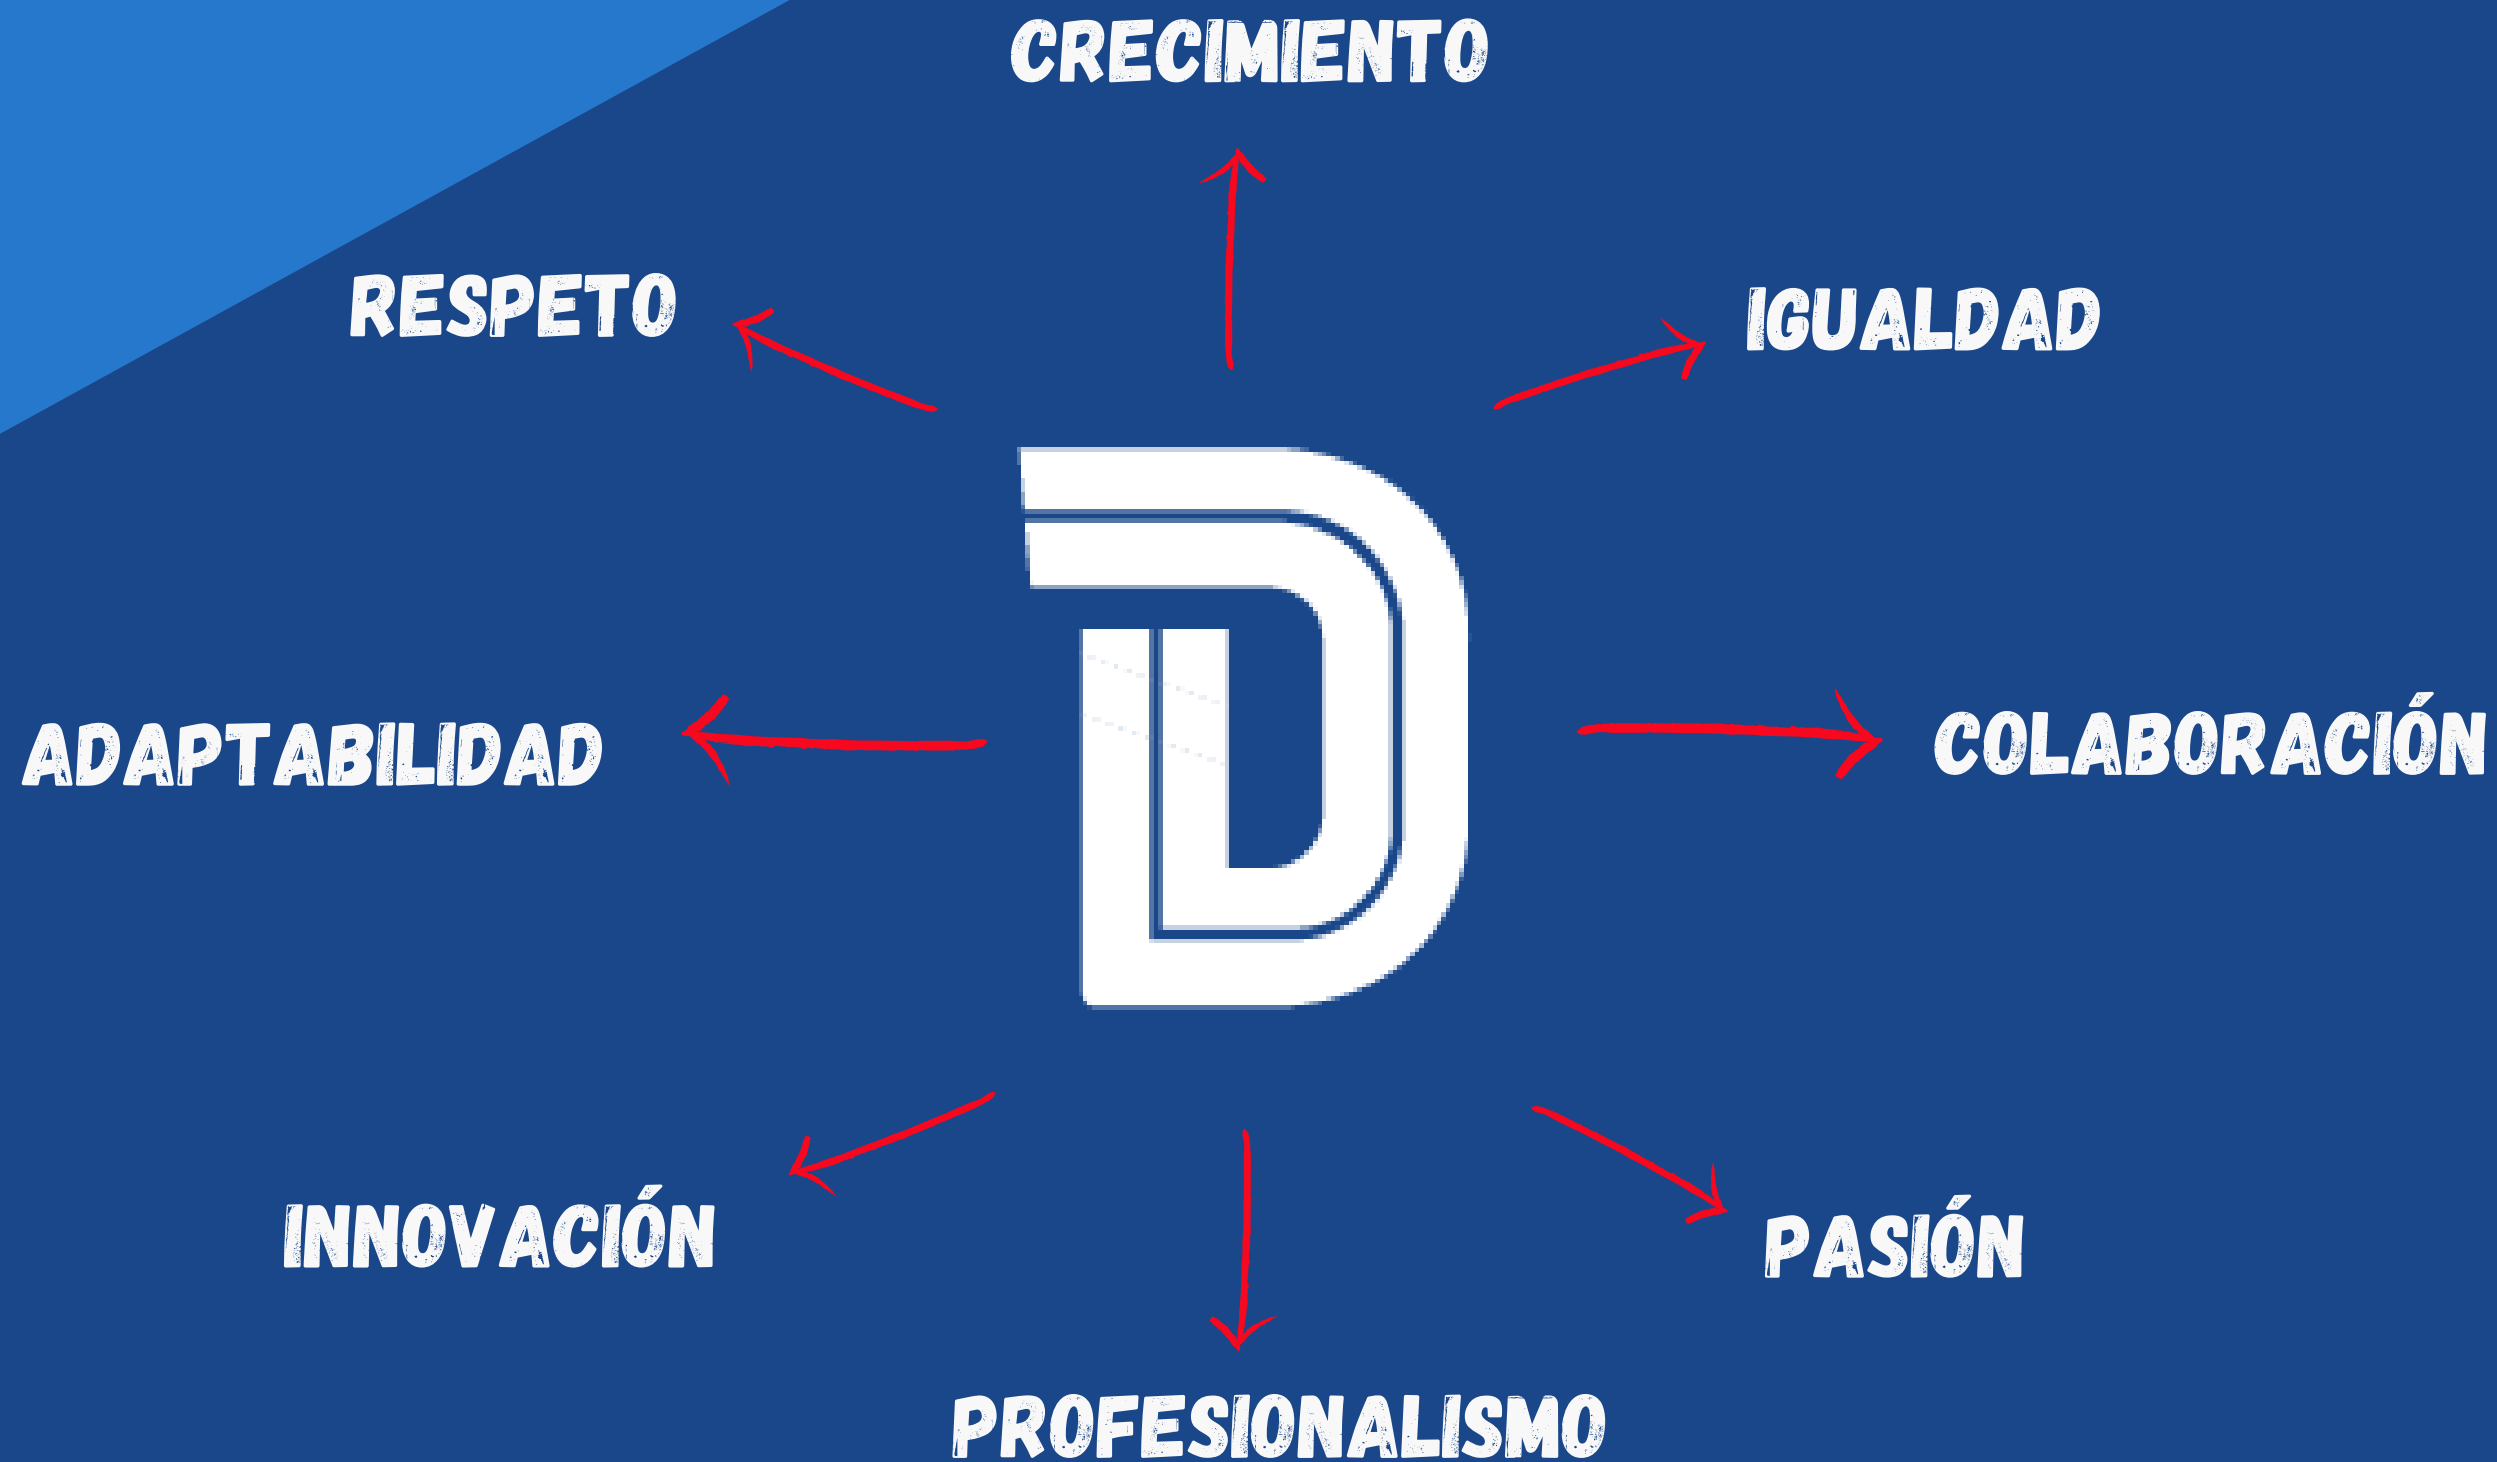 CRECIMIENTO
RESPETO
IGUALDAD
D
ADAPTABILIDAD
COLABORACIÓN
INNOVACIÓN
PASIÓN
PROFESIONALISMO